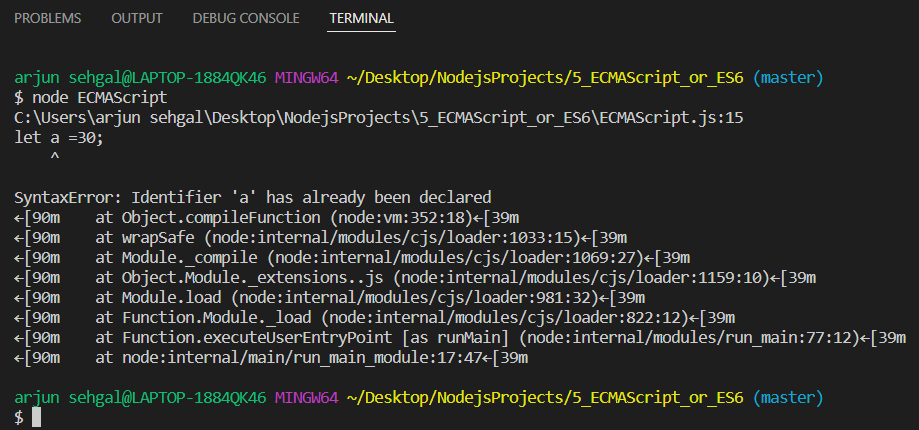 PROBLEMS OUTPUT DEBUG CONSOLE TERMINAL
arjun sehgal@LAPTOP-1884QK46 MINGW64 ~/Desktop/NodejsProjects/5_ECMAScript_or_ES6 (master)
$ node ECMAScript
C:\Users\arjun sehgal\Desktop\NodejsProjects\5_ECMAScript_or_ES6\ECMAScript.js:15
let a =30;
    ^
SyntaxError: Identifier 'a' has already been declared
←[90m    at Object.compileFunction (node:vm:352:18)←[39m
←[90m    at wrapSafe (node:internal/modules/cjs/loader:1033:15)←[39m
←[90m    at Module._compile (node:internal/modules/cjs/loader:1069:27)←[39m
←[90m    at Object.Module._extensions..js (node:internal/modules/cjs/loader:1159:10)←[39m
←[90m    at Module.load (node:internal/modules/cjs/loader:981:32)←[39m
←[90m    at Function.Module._load (node:internal/modules/cjs/loader:822:12)←[39m
←[90m    at Function.executeUserEntryPoint [as runMain] (node:internal/modules/run_main:77:12)←[39m
←[90m    at node:internal/main/run_main_module:17:47←[39m
arjun sehgal@LAPTOP-1884QK46 MINGW64 ~/Desktop/NodejsProjects/5_ECMAScript_or_ES6 (master)
$